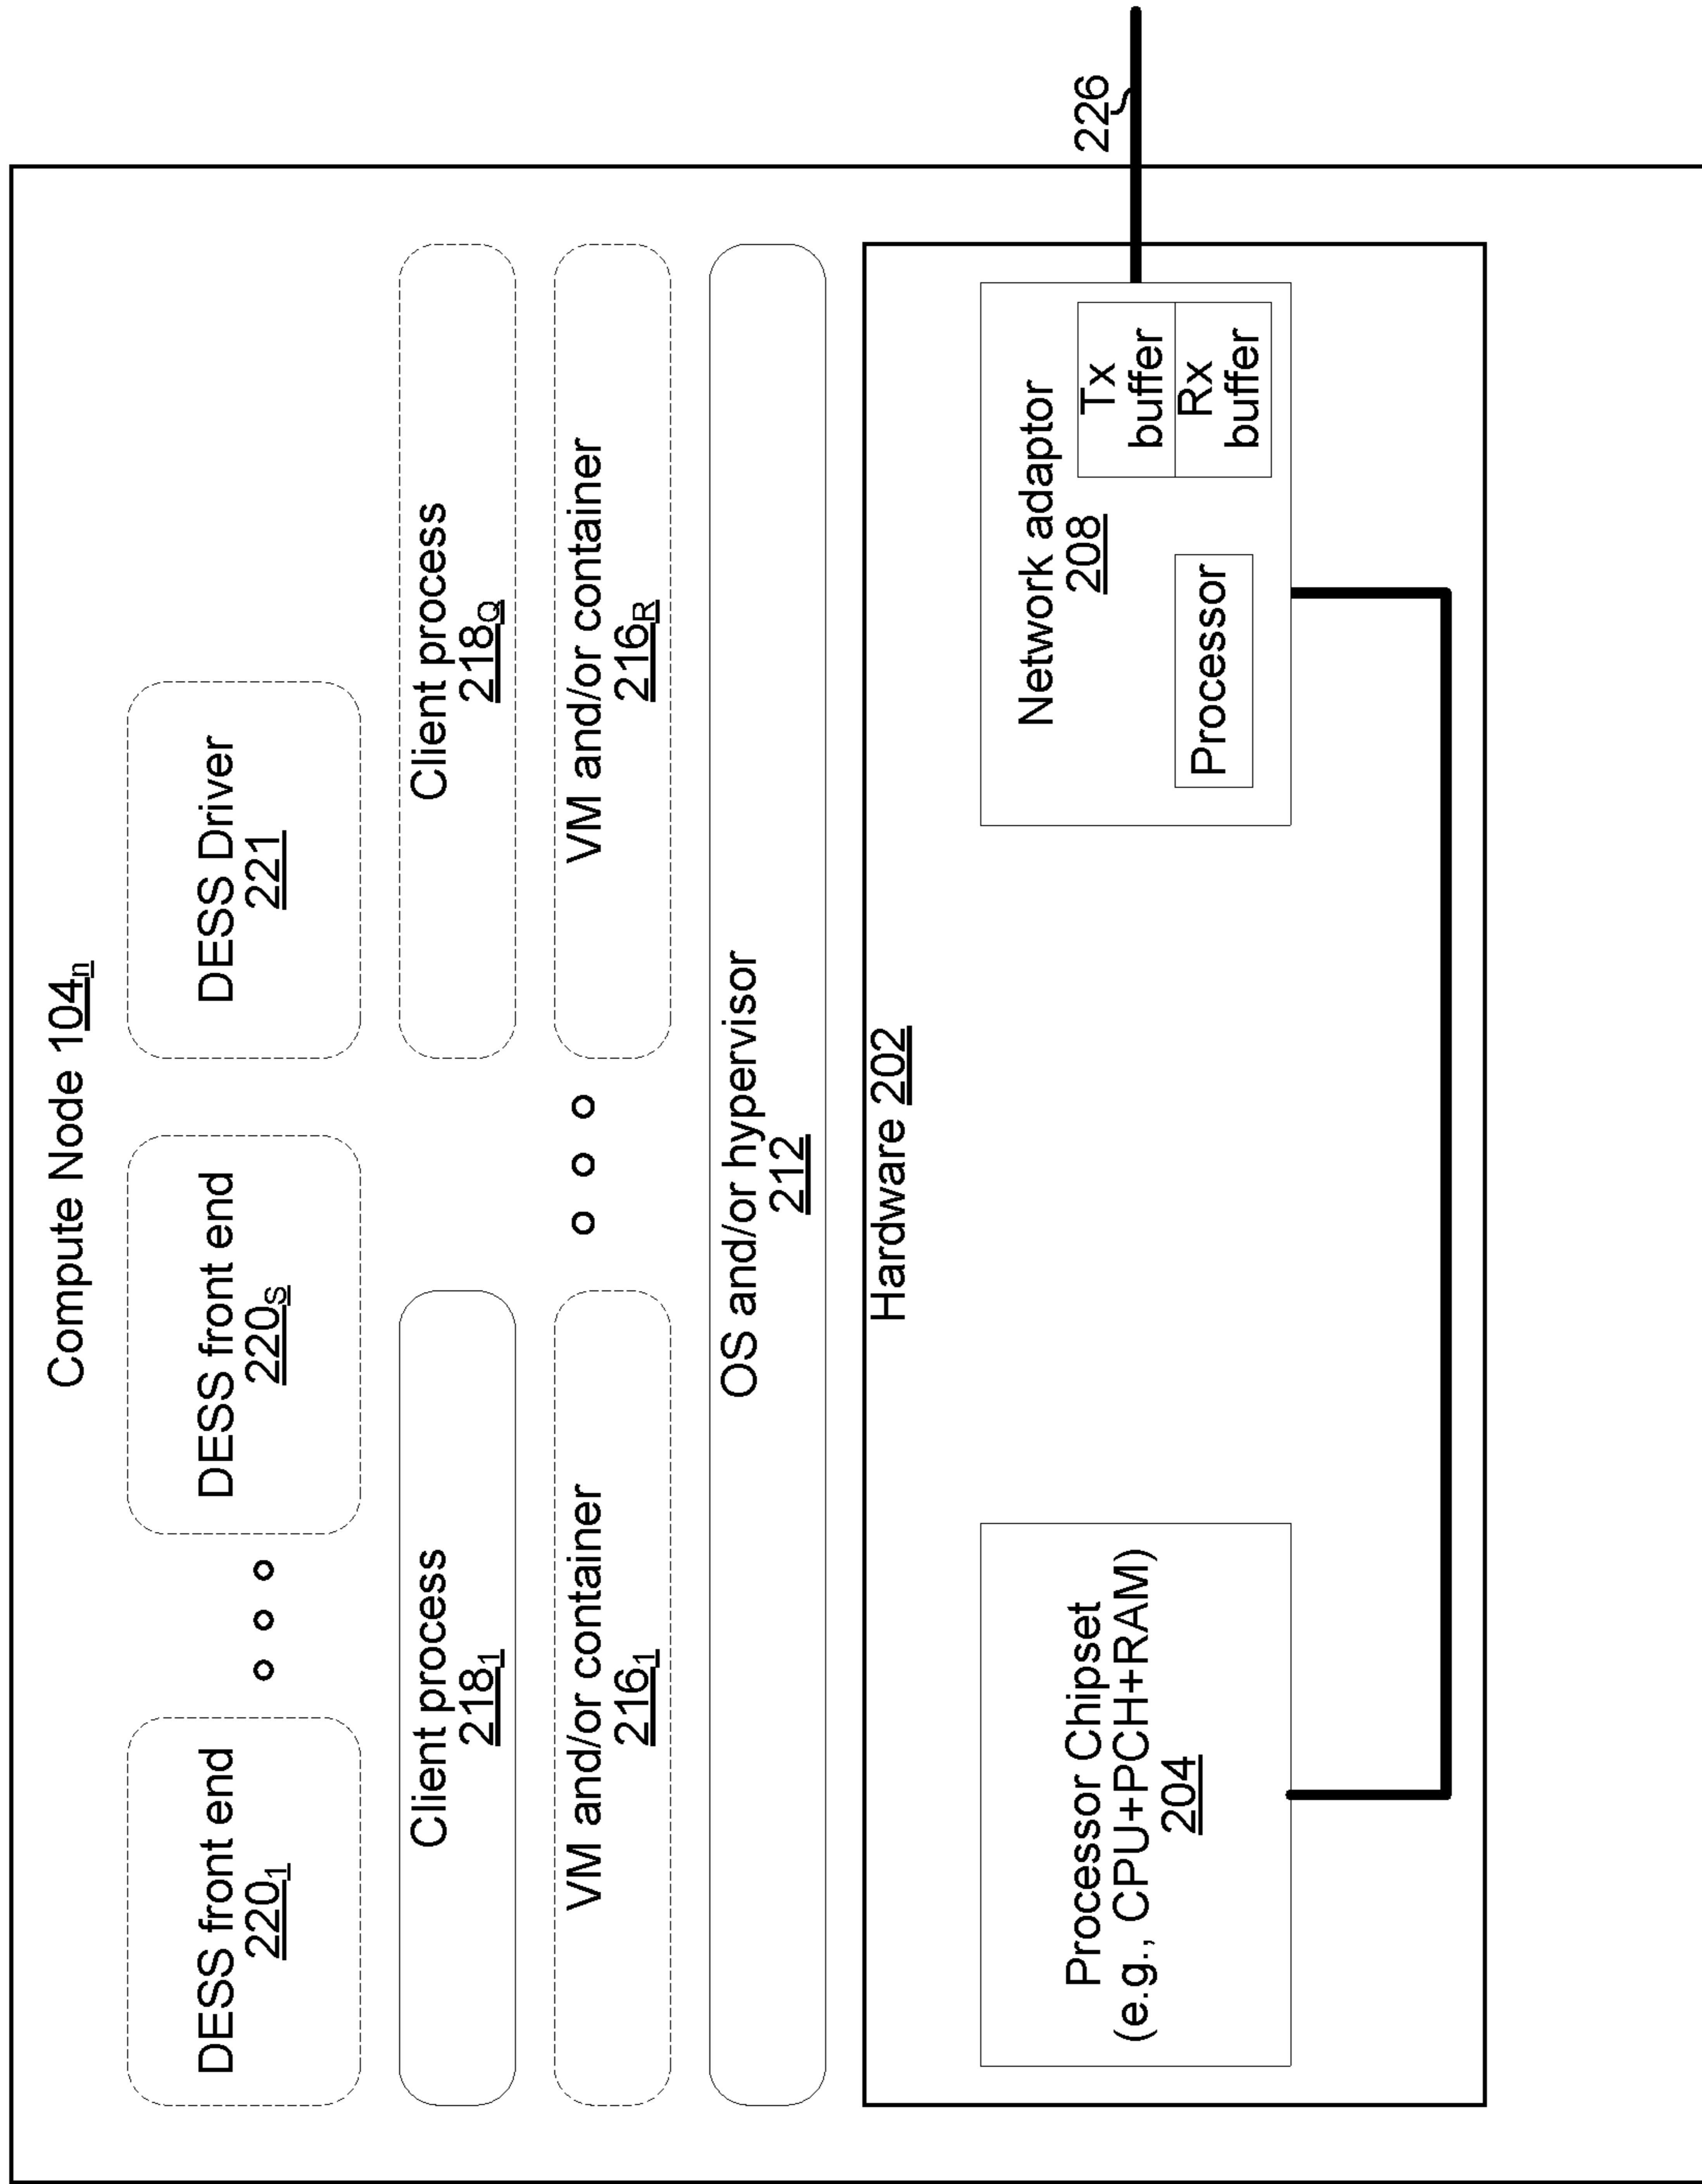 Compute Node 104n
DESS front end
2201
DESS front end
220S
DESS Driver
221
Client process
2181
Client process
218Q
VM and/or container
2161
VM and/or container
216R
OS and/or hypervisor
212
Hardware 202
Processor Chipset
(e.g., CPU+PCH+RAM)
204
Network adaptor
208
Processor
Tx
buffer
Rx
buffer
226